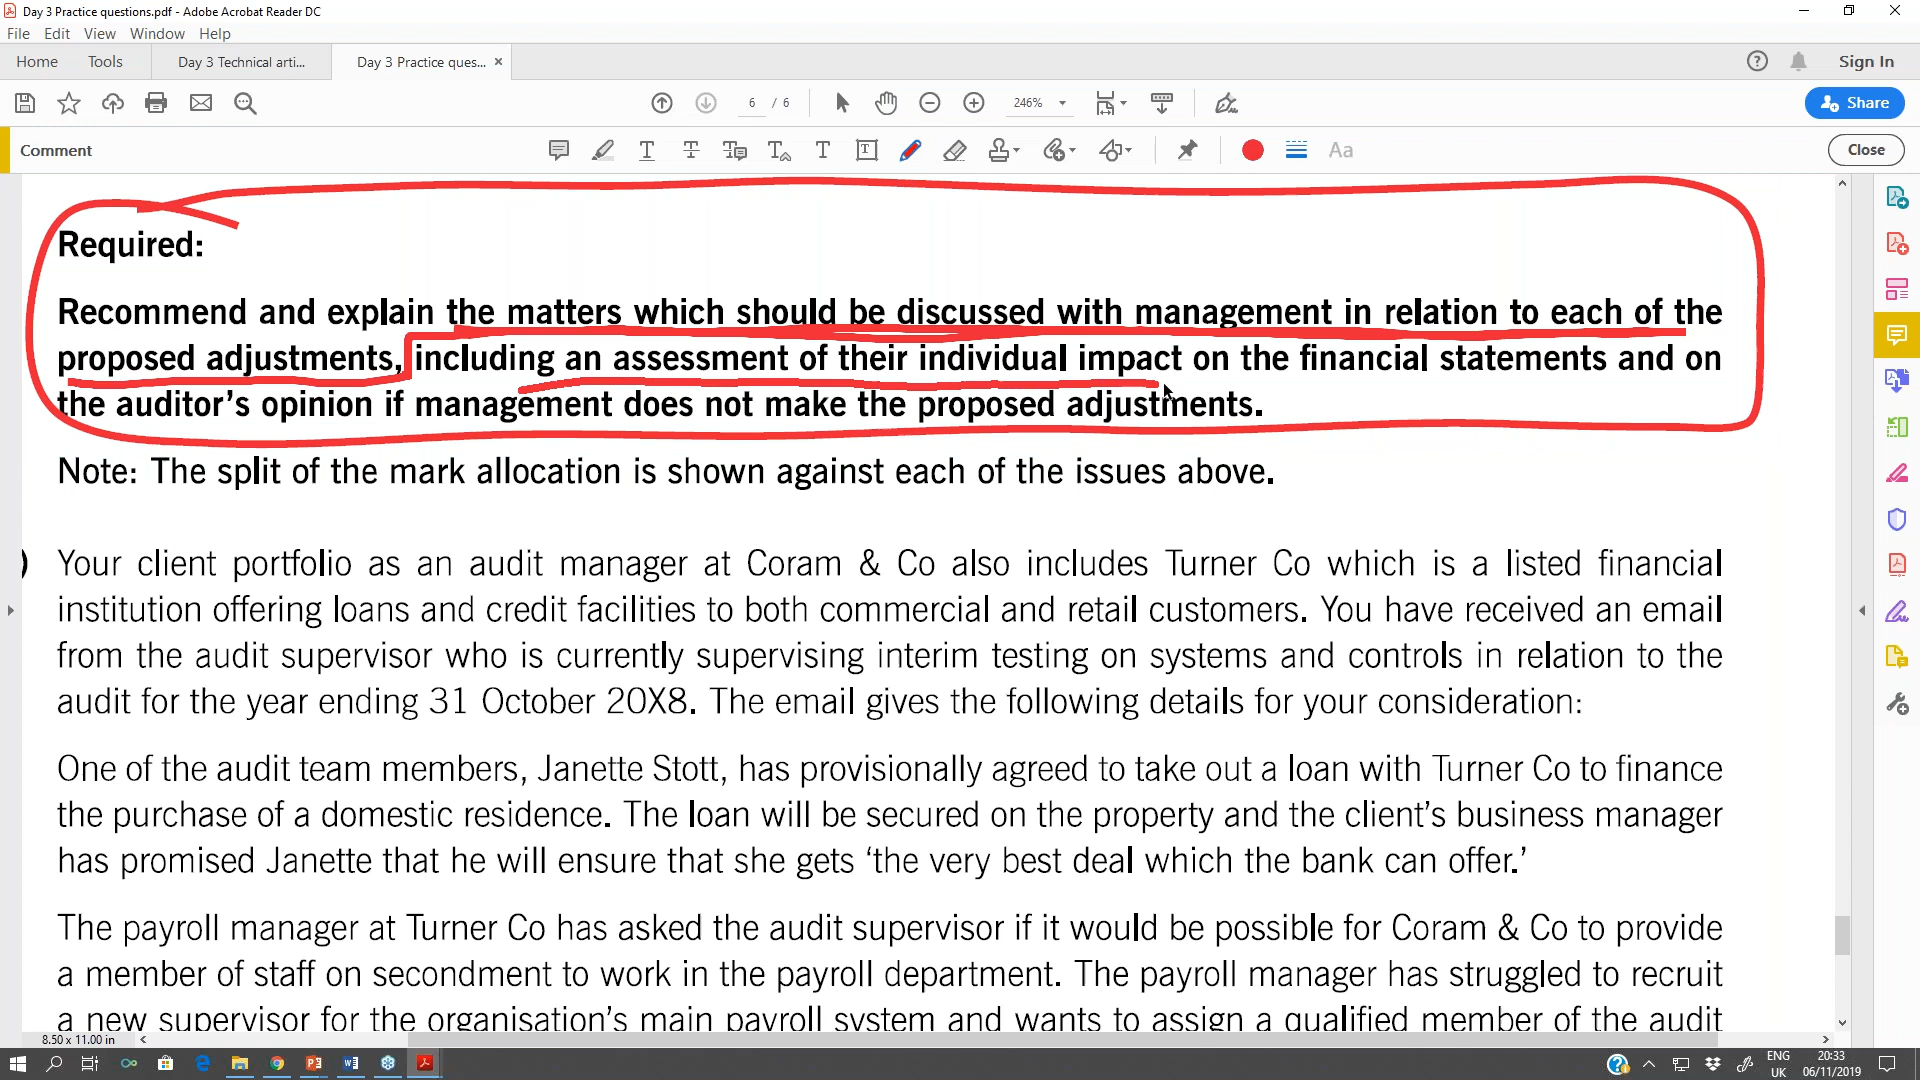 Day 3 Practice questions.pdf - Adobe Acrobat Reader DC
File Edit View Window Help
Home Tools Day 3 Technical arti... Day 3 Practice ques... × Sign In
6 / 6 246% Share
Comment Aa Close
Required:
Recommend and explain the matters which should be discussed with management in relation to each of the
proposed adjustments, including an assessment of their individual impact on the financial statements and on
the auditor's opinion if management does not make the proposed adjustments.
Note: The split of the mark allocation is shown against each of the issues above.
) Your client portfolio as an audit manager at Coram & Co also includes Turner Co which is a listed financial
institution offering loans and credit facilities to both commercial and retail customers. You have received an email
from the audit supervisor who is currently supervising interim testing on systems and controls in relation to the
audit for the year ending 31 October 20X8. The email gives the following details for your consideration:
One of the audit team members, Janette Stott, has provisionally agreed to take out a loan with Turner Co to finance
the purchase of a domestic residence. The loan will be secured on the property and the client's business manager
has promised Janette that he will ensure that she gets 'the very best deal which the bank can offer.'
The payroll manager at Turner Co has asked the audit supervisor if it would be possible for Coram & Co to provide
a member of staff on secondment to work in the payroll department. The payroll manager has struggled to recruit
a new supervisor for the organisation's main payroll system and wants to assign a qualified member of the audit
8.50 x 11.00 in
ENG 20:33
UK 06/11/2019